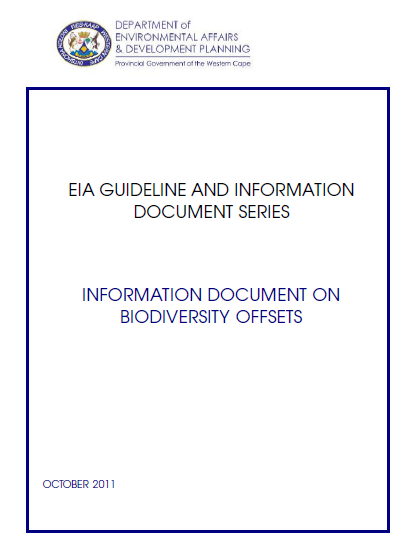 DEPARTMENT of
ENVIRONMENTAL AFFAIRS
& DEVELOPMENT PLANNING
Provincial Government of the Western Cape
EIA GUIDELINE AND INFORMATION
DOCUMENT SERIES
INFORMATION DOCUMENT ON
BIODIVERSITY OFFSETS
OCTOBER 2011